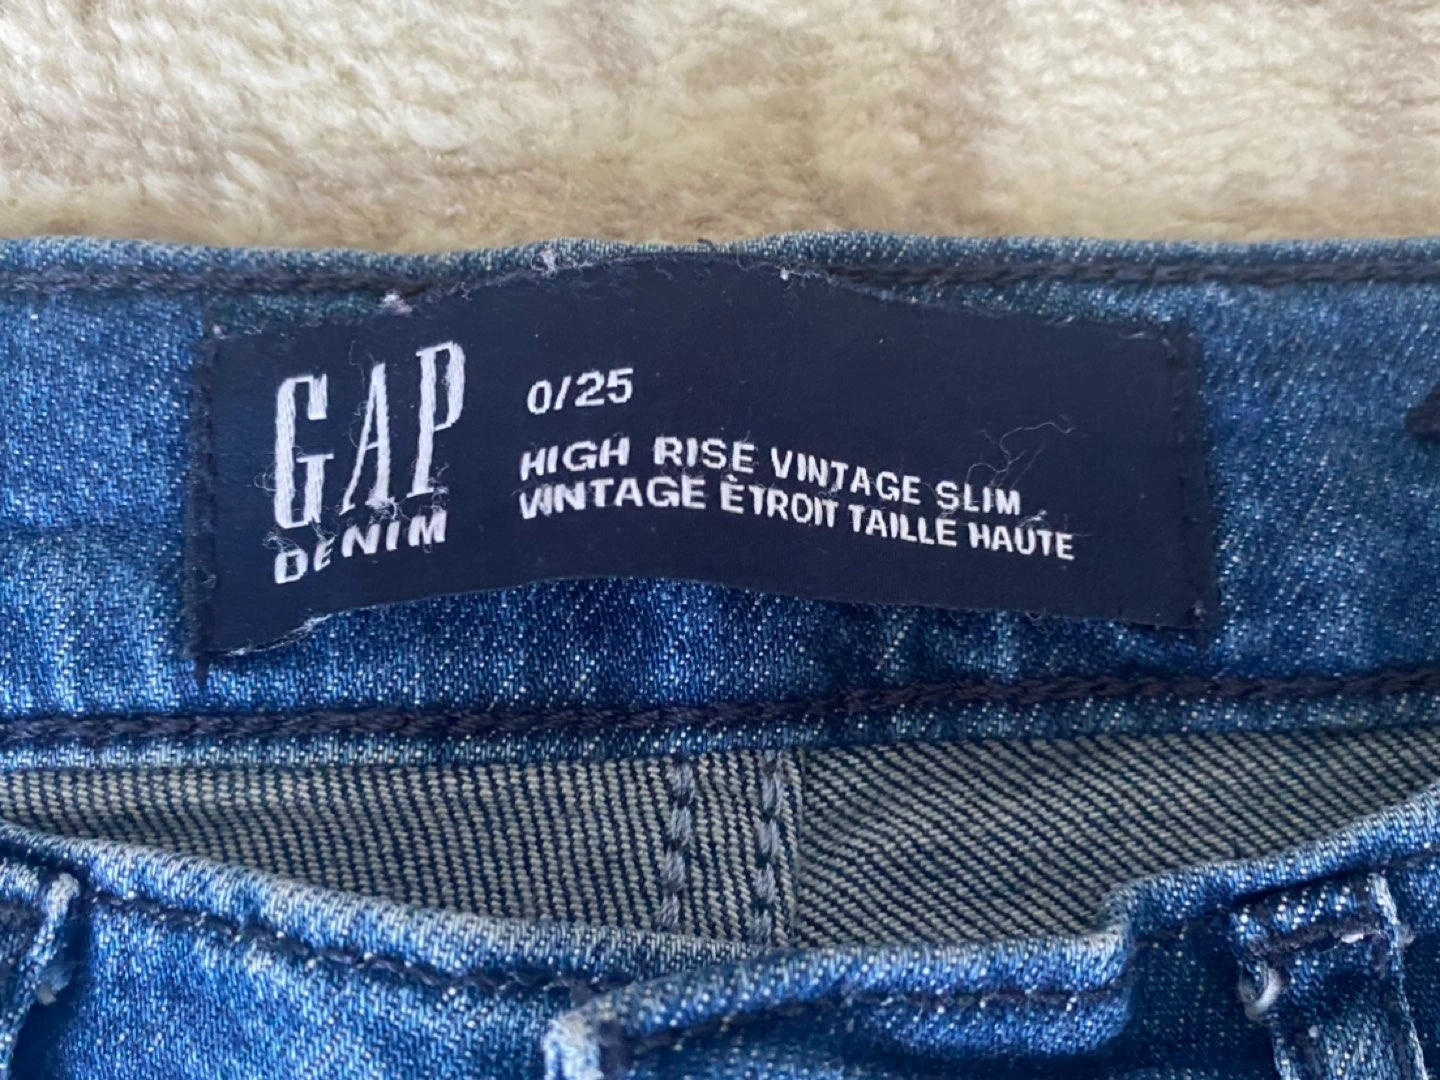 GAP
DENIM
0/25
HIGH RISE VINTAGE SLIM
VINTAGE ÈTROIT TAILLE HAUTE